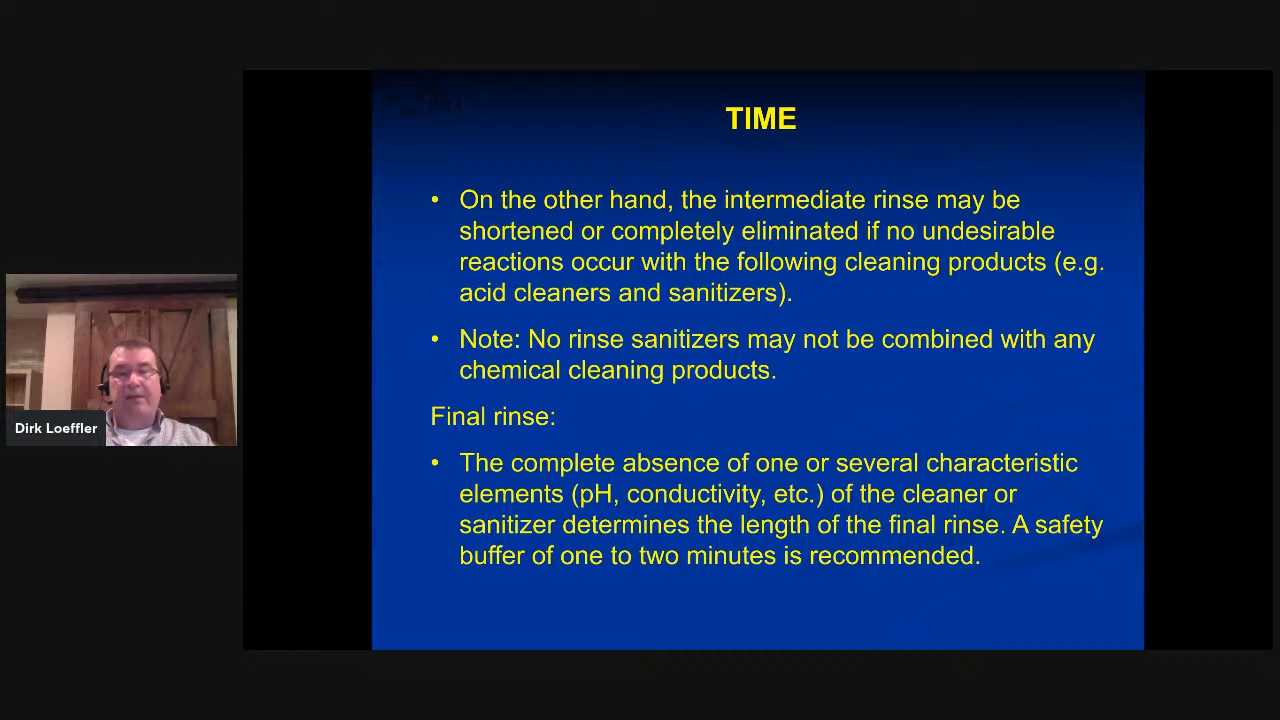 TIME
• On the other hand, the intermediate rinse may be
shortened or completely eliminated if no undesirable
reactions occur with the following cleaning products (e.g.
acid cleaners and sanitizers).
• Note: No rinse sanitizers may not be combined with any
chemical cleaning products.
Final rinse:
• The complete absence of one or several characteristic
elements (pH, conductivity, etc.) of the cleaner or
sanitizer determines the length of the final rinse. A safety
buffer of one to two minutes is recommended.
Dirk Loeffler